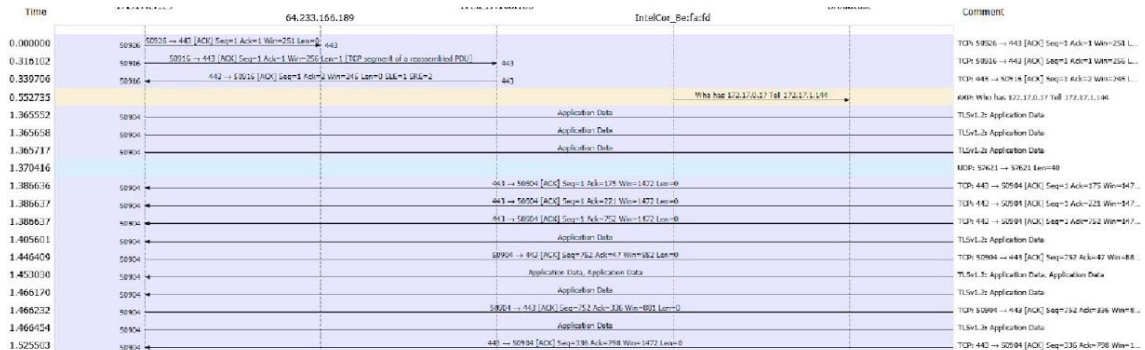 Time Comment
64.233.166.189 IntelCor_8e:fa:fd
0.000000 50926 50926 → 443 [ACK] Seq=1 Ack=1 Win=251 Len=0 443 TCP: 50926 → 443 [ACK] Seq=1 Ack=1 Win=251 L...
0.316102 50916 50916 → 443 [ACK] Seq=1 Ack=1 Win=256 Len=1 [TCP segment of a reassembled PDU] 443 TCP: 50916 → 443 [ACK] Seq=1 Ack=1 Win=256 L...
0.339706 50916 443 → 50916 [ACK] Seq=1 Ack=2 Win=246 Len=0 SLE=1 SRE=2 443 TCP: 443 → 50916 [ACK] Seq=1 Ack=2 Win=246 L...
0.552735 Who has 172.17.0.17 Tell 172.17.1.144 ARP: Who has 172.17.0.17 Tell 172.17.1.144
1.365552 50904 Application Data TLSv1.2: Application Data
1.365658 50904 Application Data TLSv1.2: Application Data
1.365717 50904 Application Data TLSv1.2: Application Data
1.370416 UDP: 57621 → 57621 Len=40
1.386636 50904 443 → 50904 [ACK] Seq=1 Ack=175 Win=1472 Len=0 TCP: 443 → 50904 [ACK] Seq=1 Ack=175 Win=147...
1.386637 50904 443 → 50904 [ACK] Seq=1 Ack=221 Win=1472 Len=0 TCP: 443 → 50904 [ACK] Seq=1 Ack=221 Win=147...
1.386637 50904 443 → 50904 [ACK] Seq=1 Ack=752 Win=1472 Len=0 TCP: 443 → 50904 [ACK] Seq=1 Ack=752 Win=147...
1.405601 50904 Application Data TLSv1.2: Application Data
1.446409 50904 50904 → 443 [ACK] Seq=752 Ack=47 Win=882 Len=0 TCP: 50904 → 443 [ACK] Seq=752 Ack=47 Win=88...
1.453030 50904 Application Data, Application Data TLSv1.2: Application Data, Application Data
1.466170 50904 Application Data TLSv1.2: Application Data
1.466232 50904 50904 → 443 [ACK] Seq=752 Ack=336 Win=881 Len=0 TCP: 50904 → 443 [ACK] Seq=752 Ack=336 Win=8...
1.466454 50904 Application Data TLSv1.2: Application Data
1.525503 50904 443 → 50904 [ACK] Seq=336 Ack=798 Win=1472 Len=0 TCP: 443 → 50904 [ACK] Seq=336 Ack=798 Win=1...